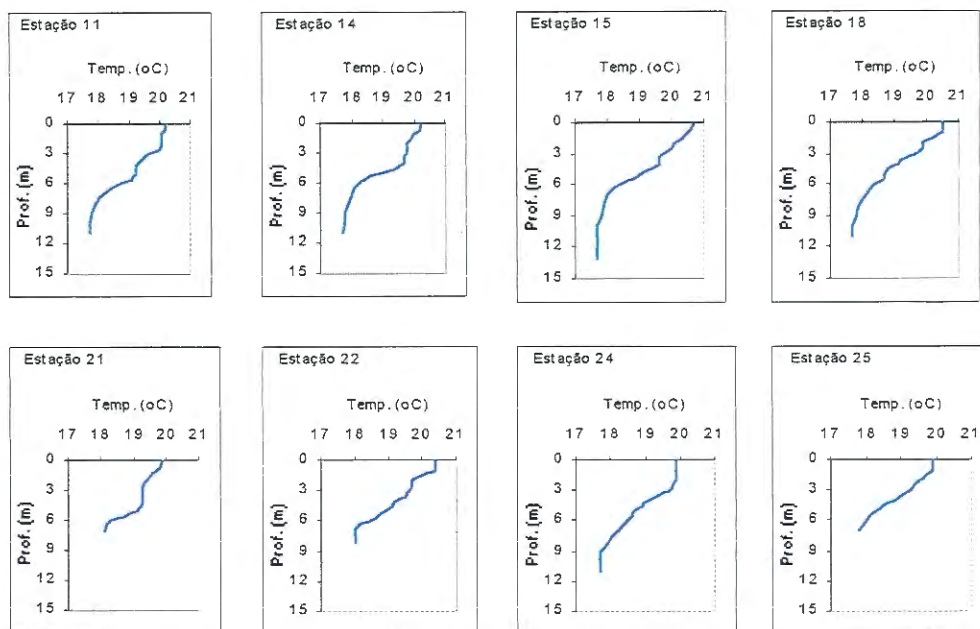 Estação 11
Temp. (oC)
17 18 19 20 21
Prof. (m)
0
3
6
9
12
15
Estação 14
Temp. (oC)
17 18 19 20 21
Prof. (m)
0
3
6
9
12
15
Estação 15
Temp. (oC)
17 18 19 20 21
Prof. (m)
0
3
6
9
12
15
Estação 18
Temp. (oC)
17 18 19 20 21
Prof. (m)
0
3
6
9
12
15
Estação 21
Temp. (oC)
17 18 19 20 21
Prof. (m)
0
3
6
9
12
15
Estação 22
Temp. (oC)
17 18 19 20 21
Prof. (m)
0
3
6
9
12
15
Estação 24
Temp. (oC)
17 18 19 20 21
Prof. (m)
0
3
6
9
12
15
Estação 25
Temp. (oC)
17 18 19 20 21
Prof. (m)
0
3
6
9
12
15